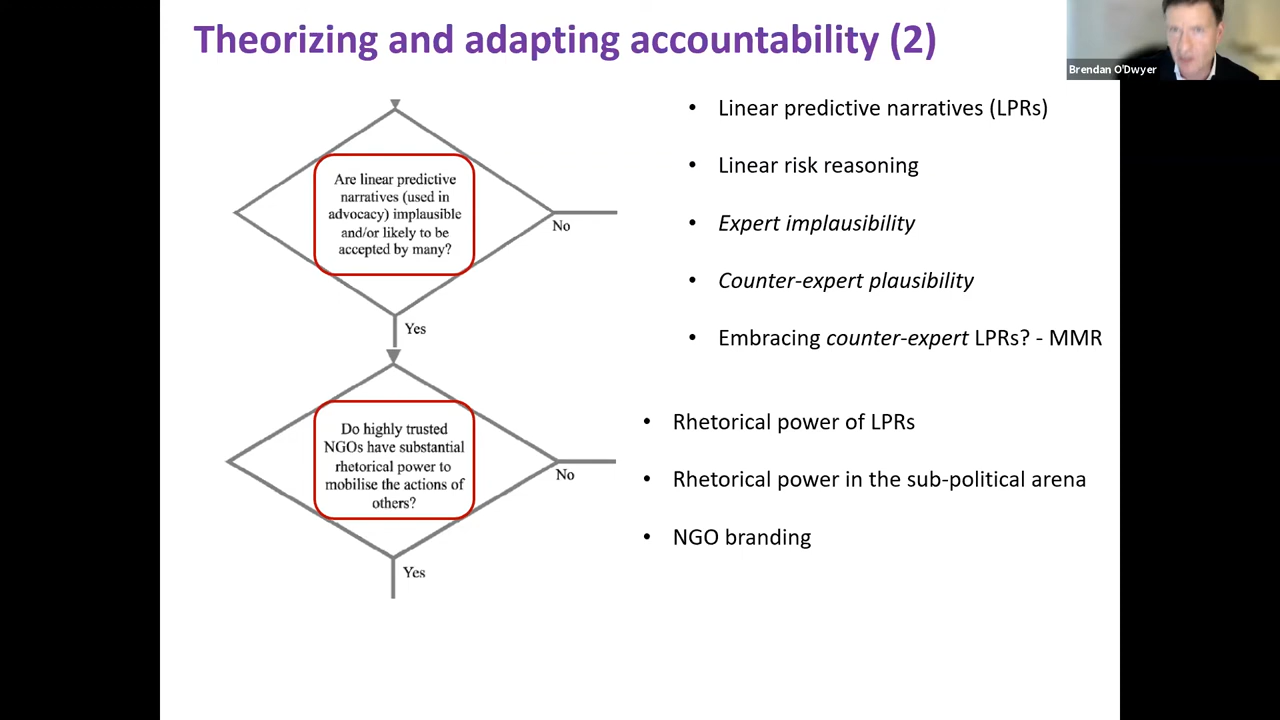 Theorizing and adapting accountability (2)
Brendan O'Dwyer
Are linear predictive
narratives (used in
advocacy) implausible
and/or likely to be
accepted by many?
No
Yes
Do highly trusted
NGOs have substantial
rhetorical power to
mobilise the actions of
others?
No
Yes
• Linear predictive narratives (LPRs)
• Linear risk reasoning
• Expert implausibility
• Counter-expert plausibility
• Embracing counter-expert LPRs? - MMR
• Rhetorical power of LPRs
• Rhetorical power in the sub-political arena
• NGO branding